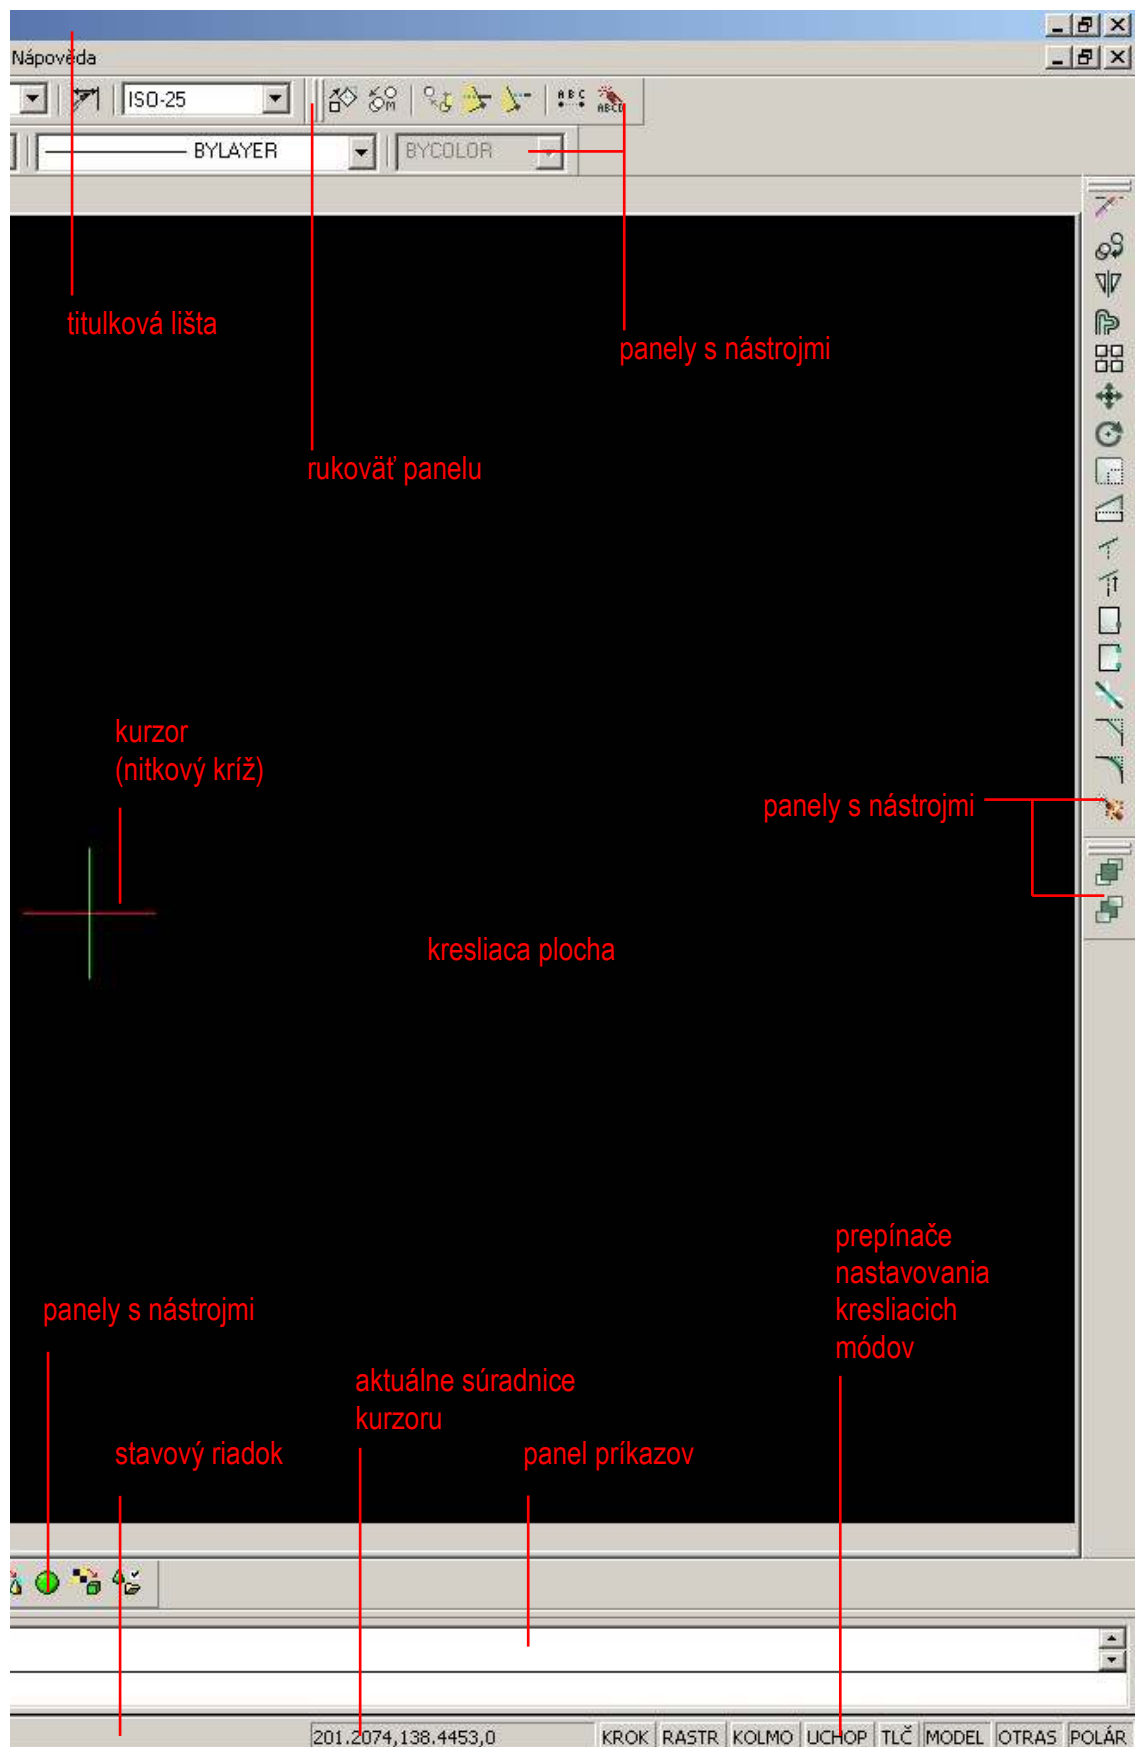 Nápověda
ISO-25
A B C
ABCD
BYLAYER
BYCOLOR
titulková lišta
panely s nástrojmi
rukoväť panelu
kurzor
(nitkový kríž)
panely s nástrojmi
kresliaca plocha
prepínače
nastavovania
kresliacich
módov
panely s nástrojmi
aktuálne súradnice
kurzoru
stavový riadok
panel príkazov
201.2074,138.4453,0
KROK RASTR KOLMO UCHOP TLČ MODEL OTRAS POLÁR